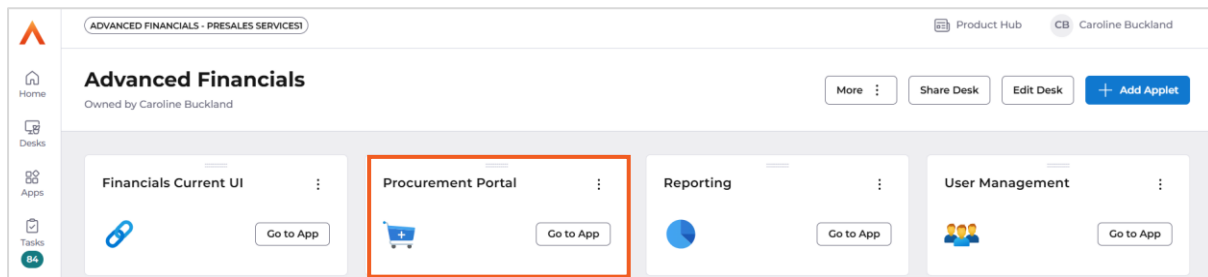 ADVANCED FINANCIALS - PRESALES SERVICES1
Product Hub
CB Caroline Buckland
Home
Desks
Apps
Tasks
84
Advanced Financials
Owned by Caroline Buckland
More
Share Desk
Edit Desk
+ Add Applet
Financials Current UI
Go to App
Procurement Portal
Go to App
Reporting
Go to App
User Management
Go to App